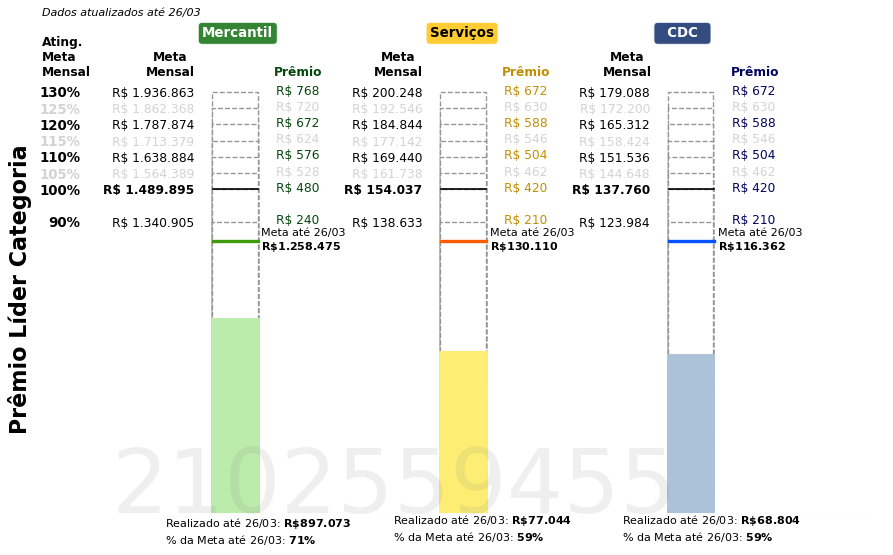 Dados atualizados até 26/03
Mercantil Serviços CDC
Ating.
Meta
Mensal
Meta
Mensal
Prêmio
Meta
Mensal
Prêmio
Meta
Mensal
Prêmio
130% R$ 1.936.863 R$ 768 R$ 200.248 R$ 672 R$ 179.088 R$ 672
125% R$ 1.862.368 R$ 720 R$ 192.546 R$ 630 R$ 172.200 R$ 630
120% R$ 1.787.874 R$ 672 R$ 184.844 R$ 588 R$ 165.312 R$ 588
115% R$ 1.713.379 R$ 624 R$ 177.142 R$ 546 R$ 158.424 R$ 546
110% R$ 1.638.884 R$ 576 R$ 169.440 R$ 504 R$ 151.536 R$ 504
105% R$ 1.564.389 R$ 528 R$ 161.738 R$ 462 R$ 144.648 R$ 462
100% R$ 1.489.895 R$ 480 R$ 154.037 R$ 420 R$ 137.760 R$ 420
90% R$ 1.340.905 R$ 240 R$ 138.633 R$ 210 R$ 123.984 R$ 210
Meta até 26/03 Meta até 26/03 Meta até 26/03
R$1.258.475 R$130.110 R$116.362
Prêmio Líder Categoria
2102559455
Realizado até 26/03: R$897.073 Realizado até 26/03: R$77.044 Realizado até 26/03: R$68.804
% da Meta até 26/03: 71% % da Meta até 26/03: 59% % da Meta até 26/03: 59%